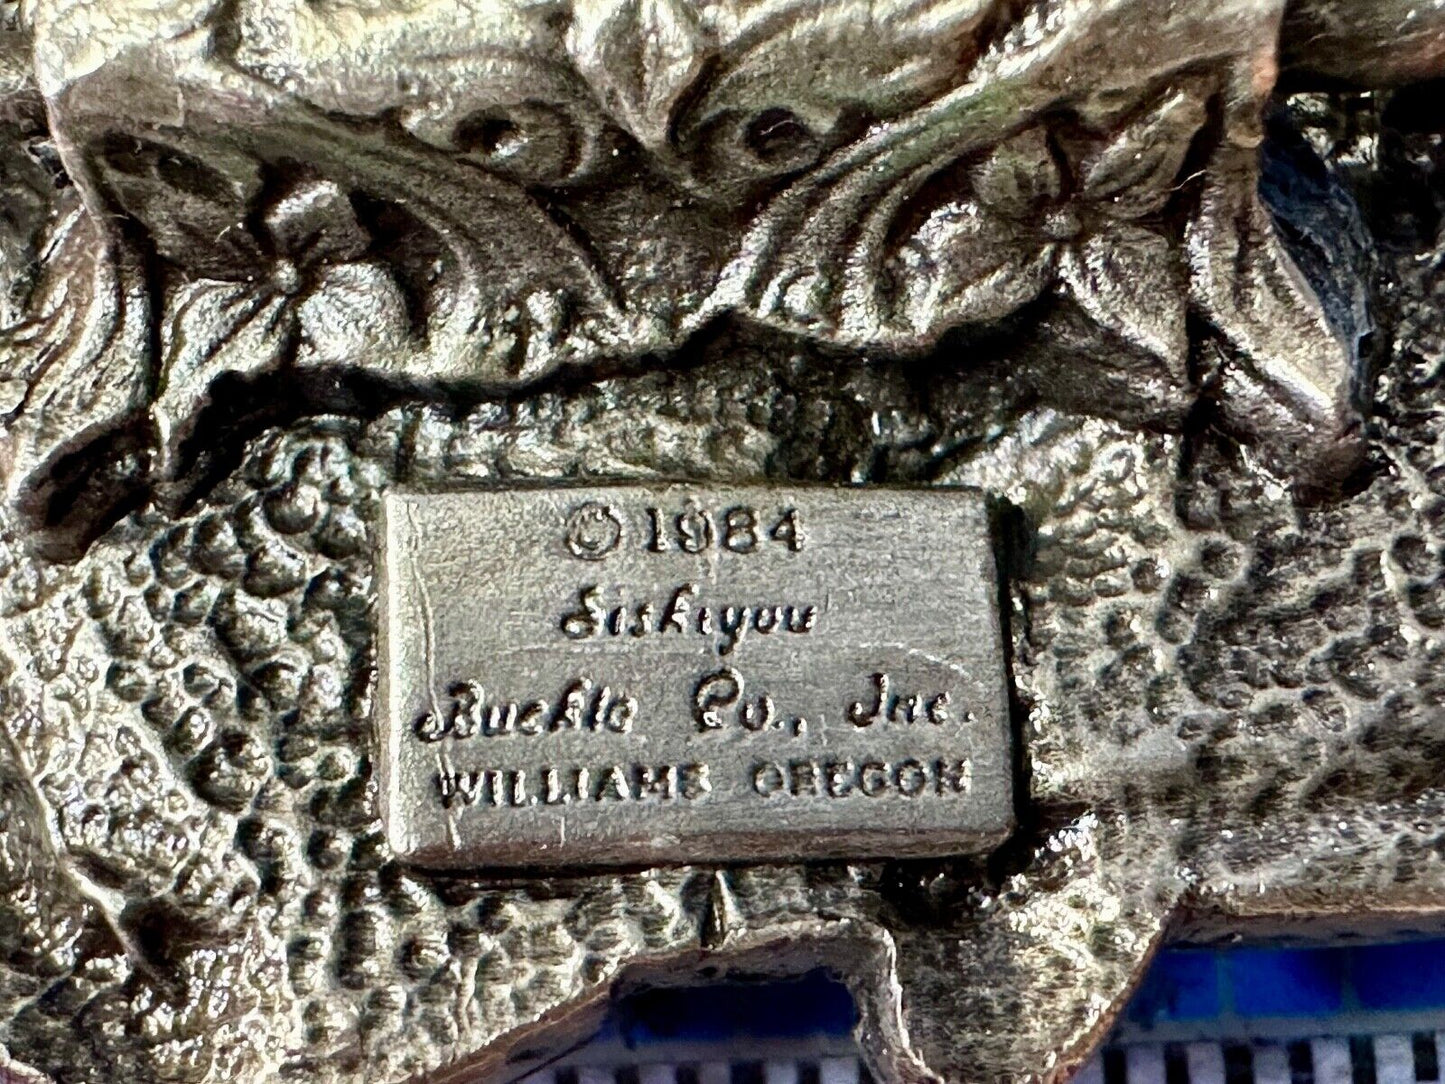 © 1984
Siskiyou
Buckle Co., Inc.
WILLIAMS OREGON